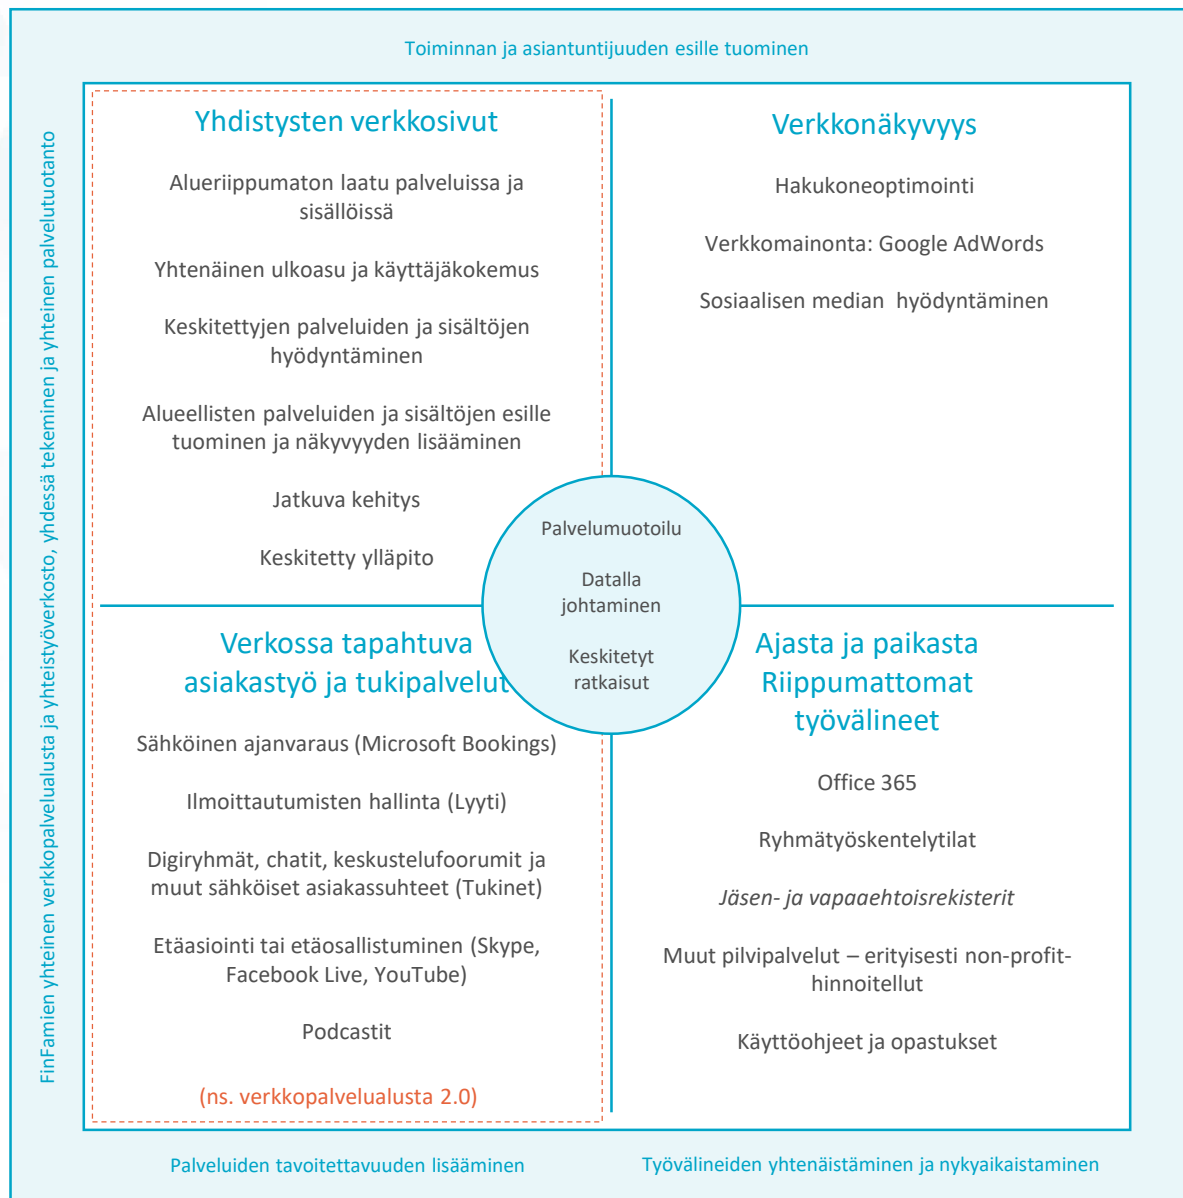 Toiminnan ja asiantuntijuuden esille tuominen
FinFamien yhteinen verkkopalvelualusta ja yhteistyöverkosto, yhdessä tekeminen ja yhteinen palvelutuotanto
Yhdistysten verkkosivut
Alueriippumaton laatu palveluissa ja
sisällöissä
Yhtenäinen ulkoasu ja käyttäjäkokemus
Keskitettyjen palveluiden ja sisältöjen
hyödyntäminen
Alueellisten palveluiden ja sisältöjen esille
tuominen ja näkyvyyden lisääminen
Jatkuva kehitys
Keskitetty ylläpito
Verkkonäkyvyys
Hakukoneoptimointi
Verkkomainonta: Google AdWords
Sosiaalisen median hyödyntäminen
Palvelumuotoilu
Datalla
johtaminen
Keskitetyt
ratkaisut
Verkossa tapahtuva
asiakastyö ja tukipalvelut
Sähköinen ajanvaraus (Microsoft Bookings)
Ilmoittautumisten hallinta (Lyyti)
Digiryhmät, chatit, keskustelufoorumit ja
muut sähköiset asiakassuhteet (Tukinet)
Etäasiointi tai etäosallistuminen (Skype,
Facebook Live, YouTube)
Podcastit
(ns. verkkopalvelualusta 2.0)
Ajasta ja paikasta
Riippumattomat
työvälineet
Office 365
Ryhmätyöskentelytilat
Jäsen- ja vapaaehtoisrekisterit
Muut pilvipalvelut – erityisesti non-profit-
hinnoitellut
Käyttöohjeet ja opastukset
Palveluiden tavoitettavuuden lisääminen
Työvälineiden yhtenäistäminen ja nykyaikaistaminen